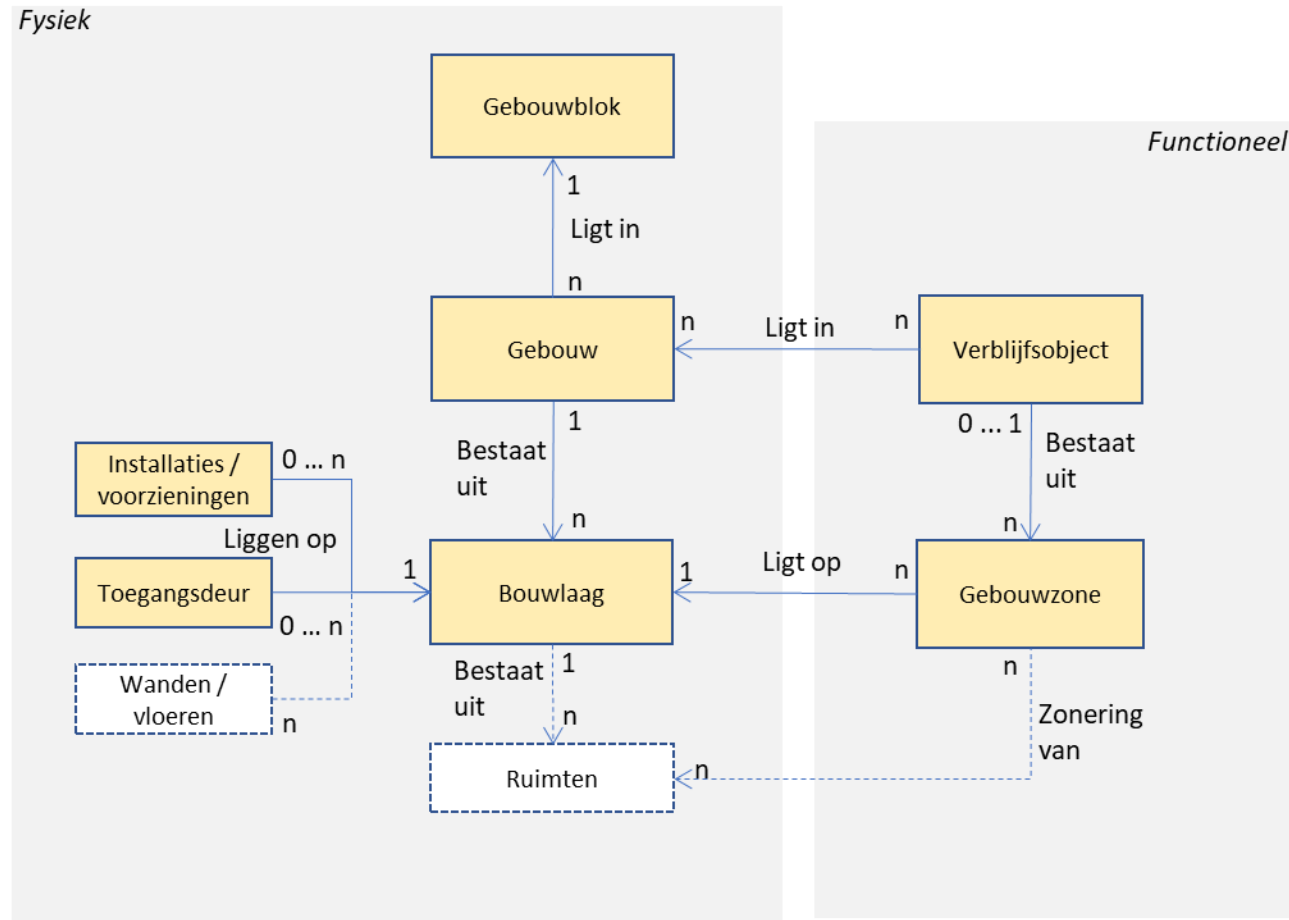 Fysiek
Gebouwblok
Functioneel
1
Ligt in
n
Gebouw
n
Ligt in
n
Verblijfsobject
1
Bestaat
uit
n
0 ... 1
Bestaat
uit
n
Installaties /
voorzieningen
0 ... n
Liggen op
Toegangsdeur
0 ... n
1
Bouwlaag
1
Ligt op
n
Gebouwzone
Wanden /
vloeren
n
Bestaat
uit
1
n
n
Zonering
van
Ruimten
n